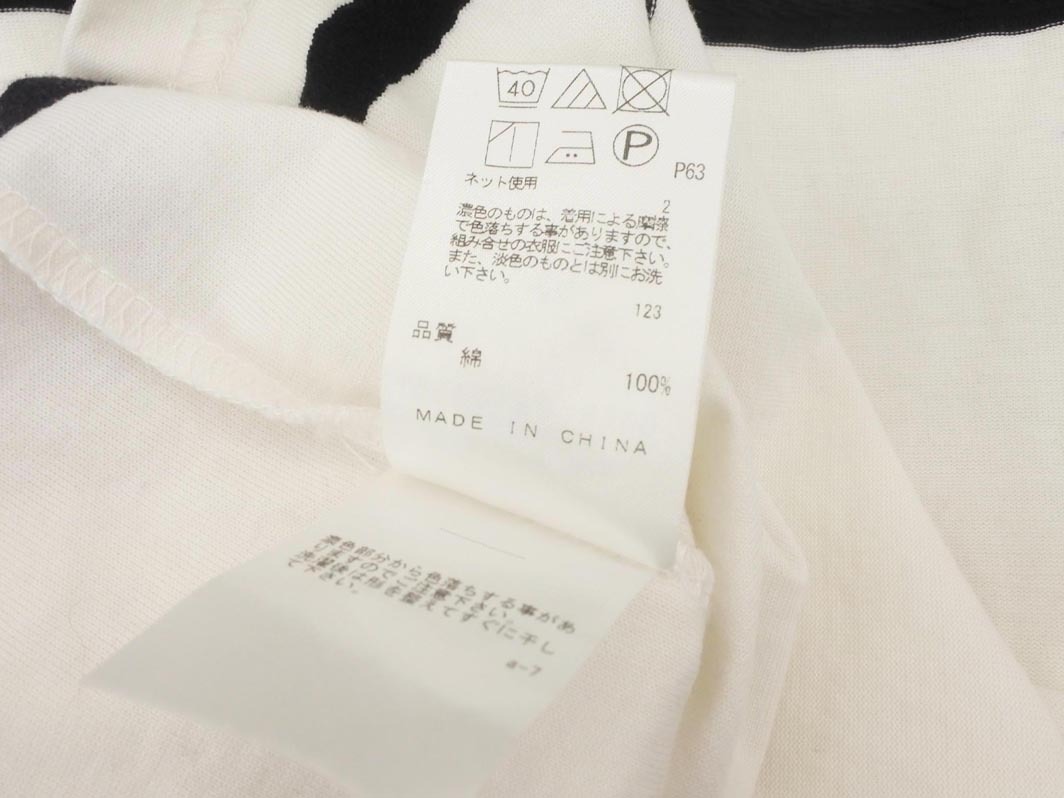 40
P
P63
ネット使用
2
濃色のものは、着用による摩擦
で色落ちする事がありますので、
組み合せの衣服にご注意下さい。
また、淡色のものとは別にお洗
い下さい。
123
品質
綿
100%
MADE IN CHINA
濃色部分から色落ちする事があ
りますのでご注意下さい。
洗濯後は形を整えてすぐに干し
て下さい。
a-7